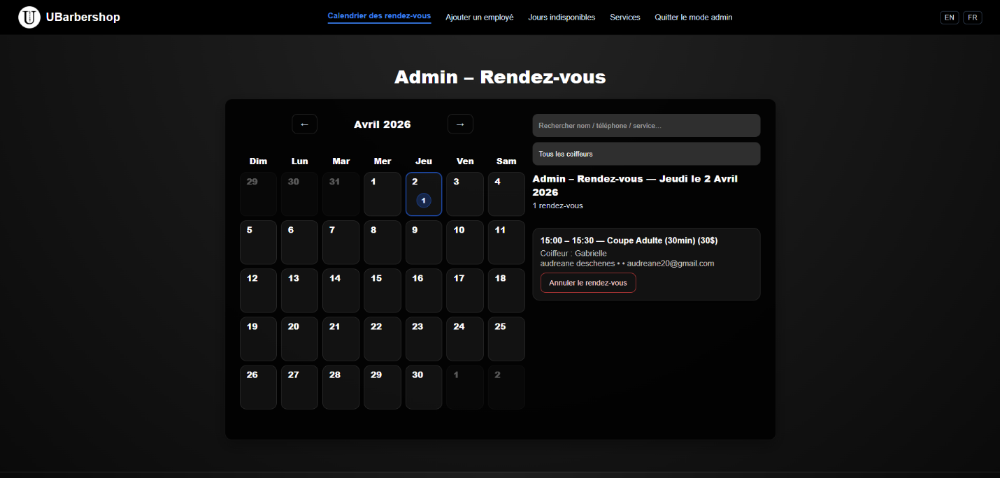 U UBarbershop
Calendrier des rendez-vous Ajouter un employé Jours indisponibles Services Quitter le mode admin
EN FR
Admin – Rendez-vous
← Avril 2026 →
Dim Lun Mar Mer Jeu Ven Sam
29 30 31 1 2 3 4
1
5 6 7 8 9 10 11
12 13 14 15 16 17 18
19 20 21 22 23 24 25
26 27 28 29 30 1 2
Rechercher nom / téléphone / service...
Tous les coiffeurs
Admin – Rendez-vous — Jeudi le 2 Avril
2026
1 rendez-vous
15:00 – 15:30 — Coupe Adulte (30min) (30$)
Coiffeur : Gabrielle
audreane deschenes • • audreane20@gmail.com
Annuler le rendez-vous